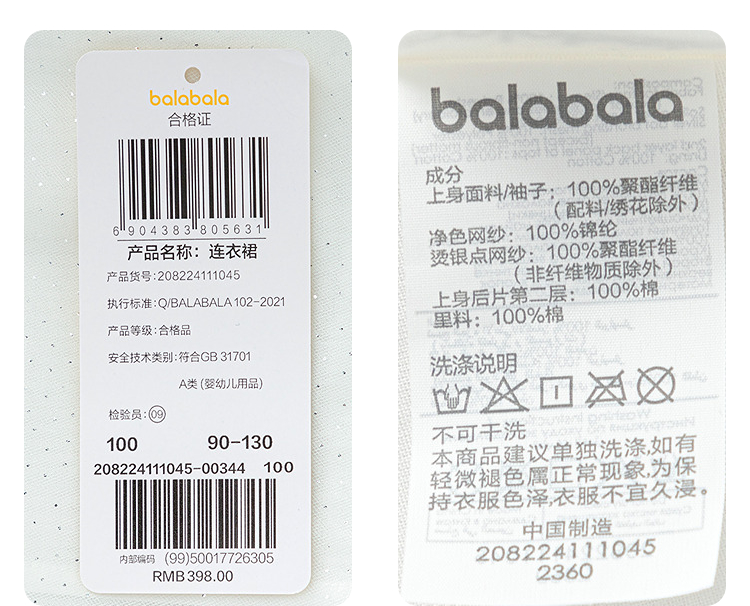 balabala
合格证
6 904383 805631
产品名称：连衣裙
产品货号：208224111045
执行标准：Q/BALABALA 102-2021
产品等级：合格品
安全技术类别：符合GB 31701
A类 (婴幼儿用品)
检验员：09
100 90-130
208224111045-00344 100
内部编码 (99)50017726305
RMB 398.00
balabala
成分
上身面料/袖子：100%聚酯纤维
（配料/绣花除外）
净色网纱：100%锦纶
烫银点网纱：100%聚酯纤维
（非纤维物质除外）
上身后片第二层：100%棉
里料：100%棉
洗涤说明
不可干洗
本商品建议单独洗涤,如有
轻微褪色属正常现象,为保
持衣服色泽,衣服不宜久浸。
中国制造
208224111045
2360